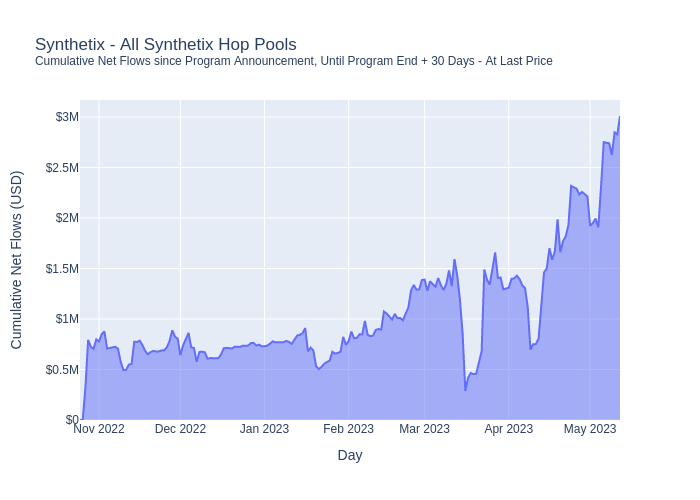 Synthetix - All Synthetix Hop Pools
Cumulative Net Flows since Program Announcement, Until Program End + 30 Days - At Last Price
Cumulative Net Flows (USD)
$3M
$2.5M
$2M
$1.5M
$1M
$0.5M
$0
Nov 2022 Dec 2022 Jan 2023 Feb 2023 Mar 2023 Apr 2023 May 2023
Day